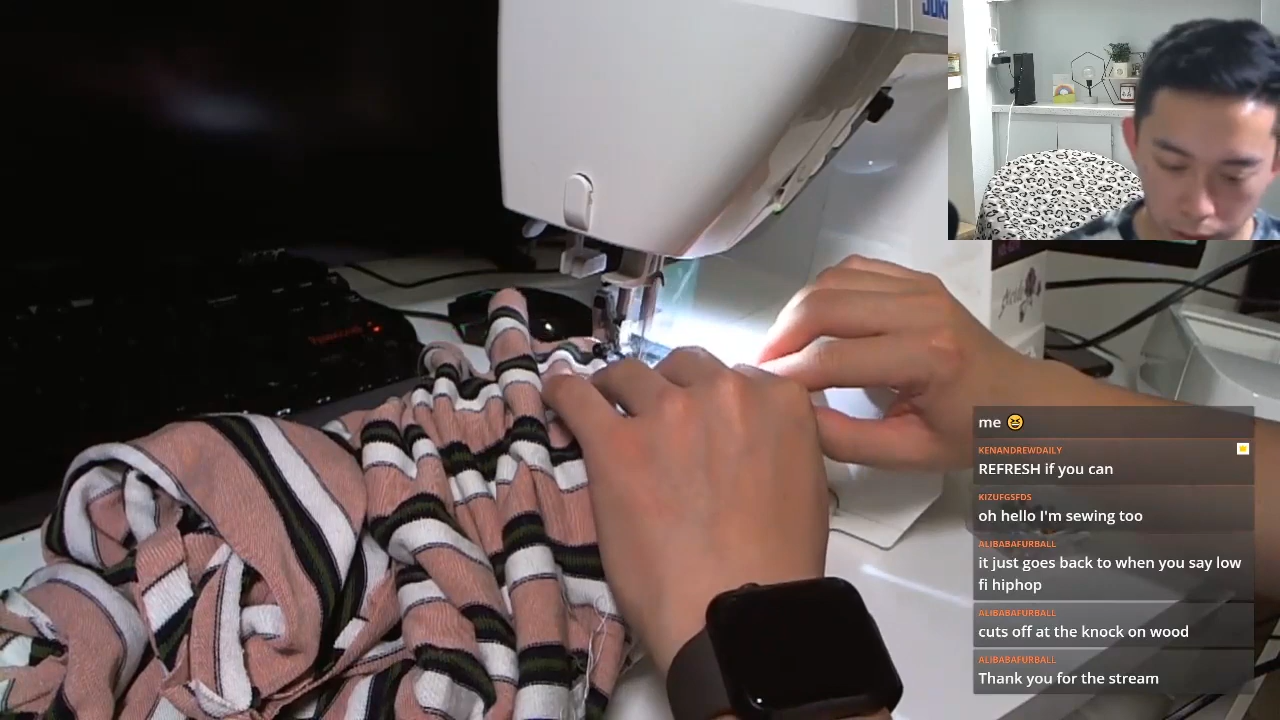 JUKI
me 😆
KENANDREWDAILY
REFRESH if you can
KIZUFGSFDS
oh hello I'm sewing too
ALIBABAFURBALL
it just goes back to when you say low
fi hiphop
ALIBABAFURBALL
cuts off at the knock on wood
ALIBABAFURBALL
Thank you for the stream